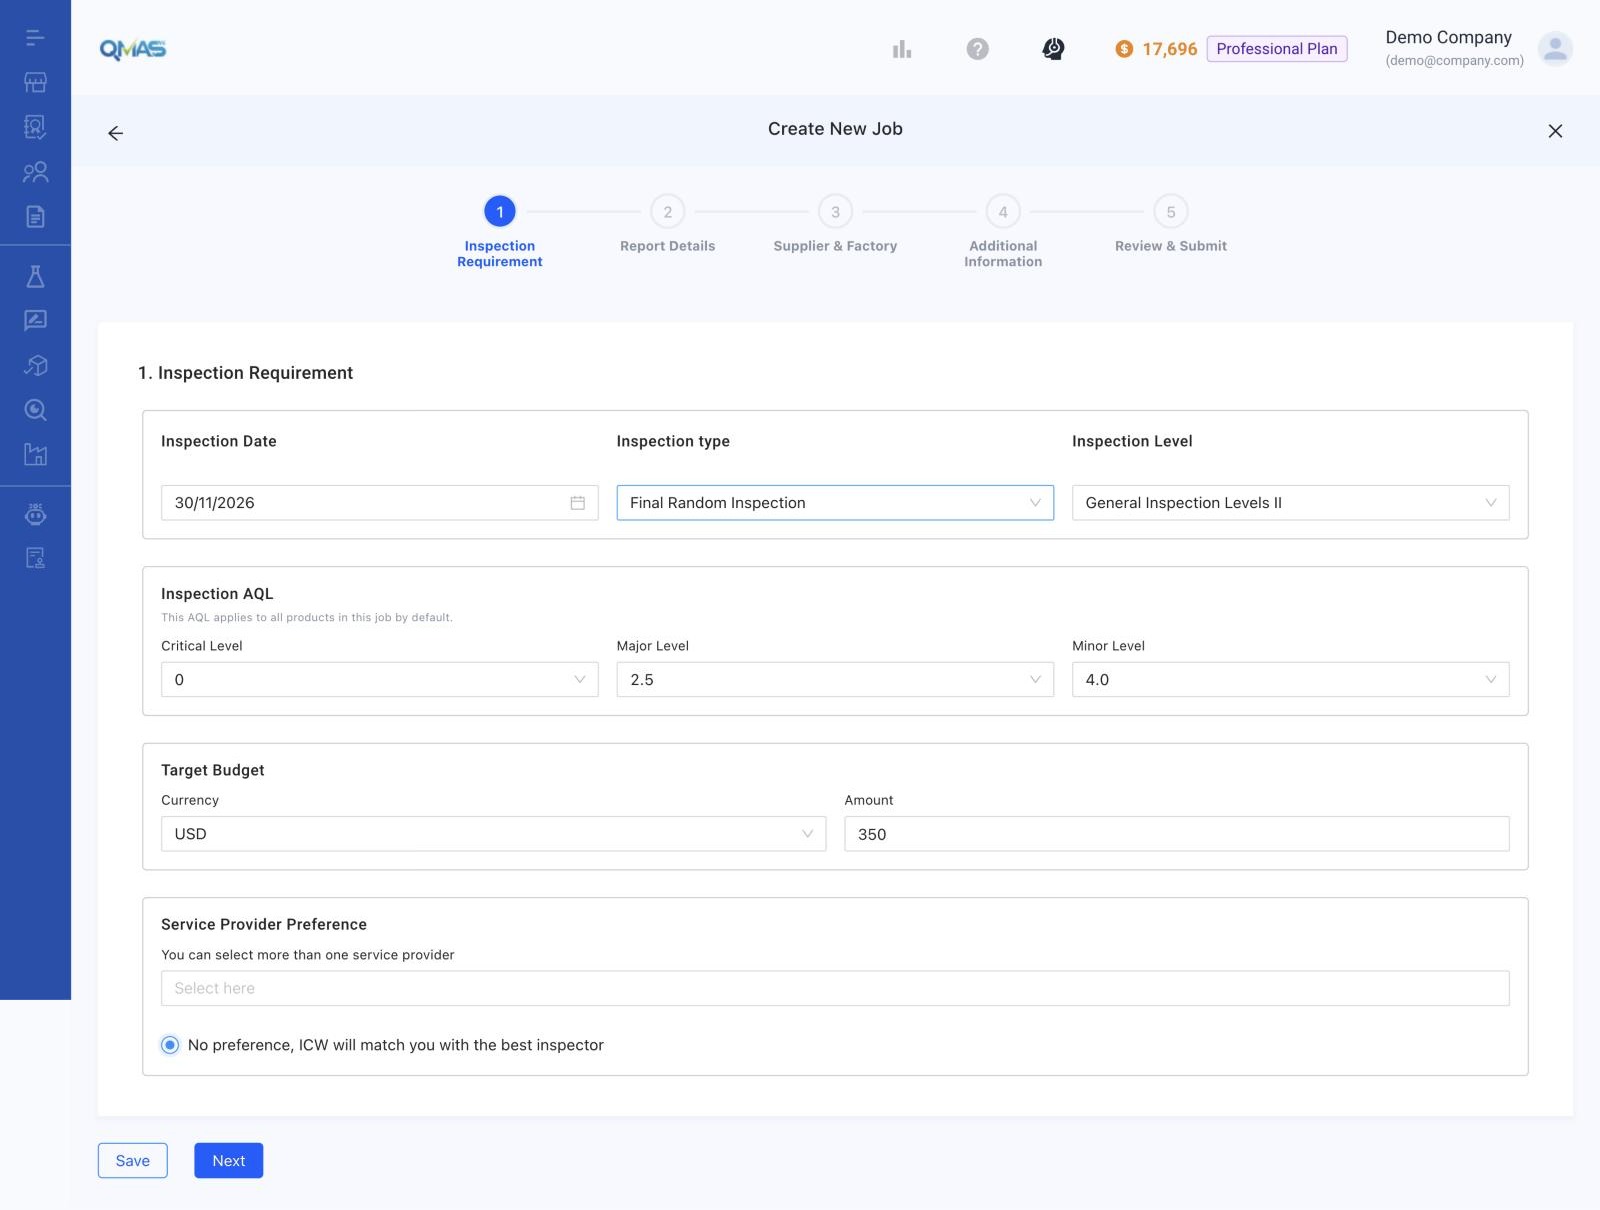 QMAS
17,696
Professional Plan
Demo Company
(demo@company.com)
Create New Job
1
2
3
4
5
Inspection
Requirement
Report Details
Supplier & Factory
Additional
Information
Review & Submit
1. Inspection Requirement
Inspection Date
Inspection type
Inspection Level
30/11/2026
Final Random Inspection
General Inspection Levels II
Inspection AQL
This AQL applies to all products in this job by default.
Critical Level
Major Level
Minor Level
0
2.5
4.0
Target Budget
Currency
Amount
USD
350
Service Provider Preference
You can select more than one service provider
Select here
No preference, ICW will match you with the best inspector
Save
Next